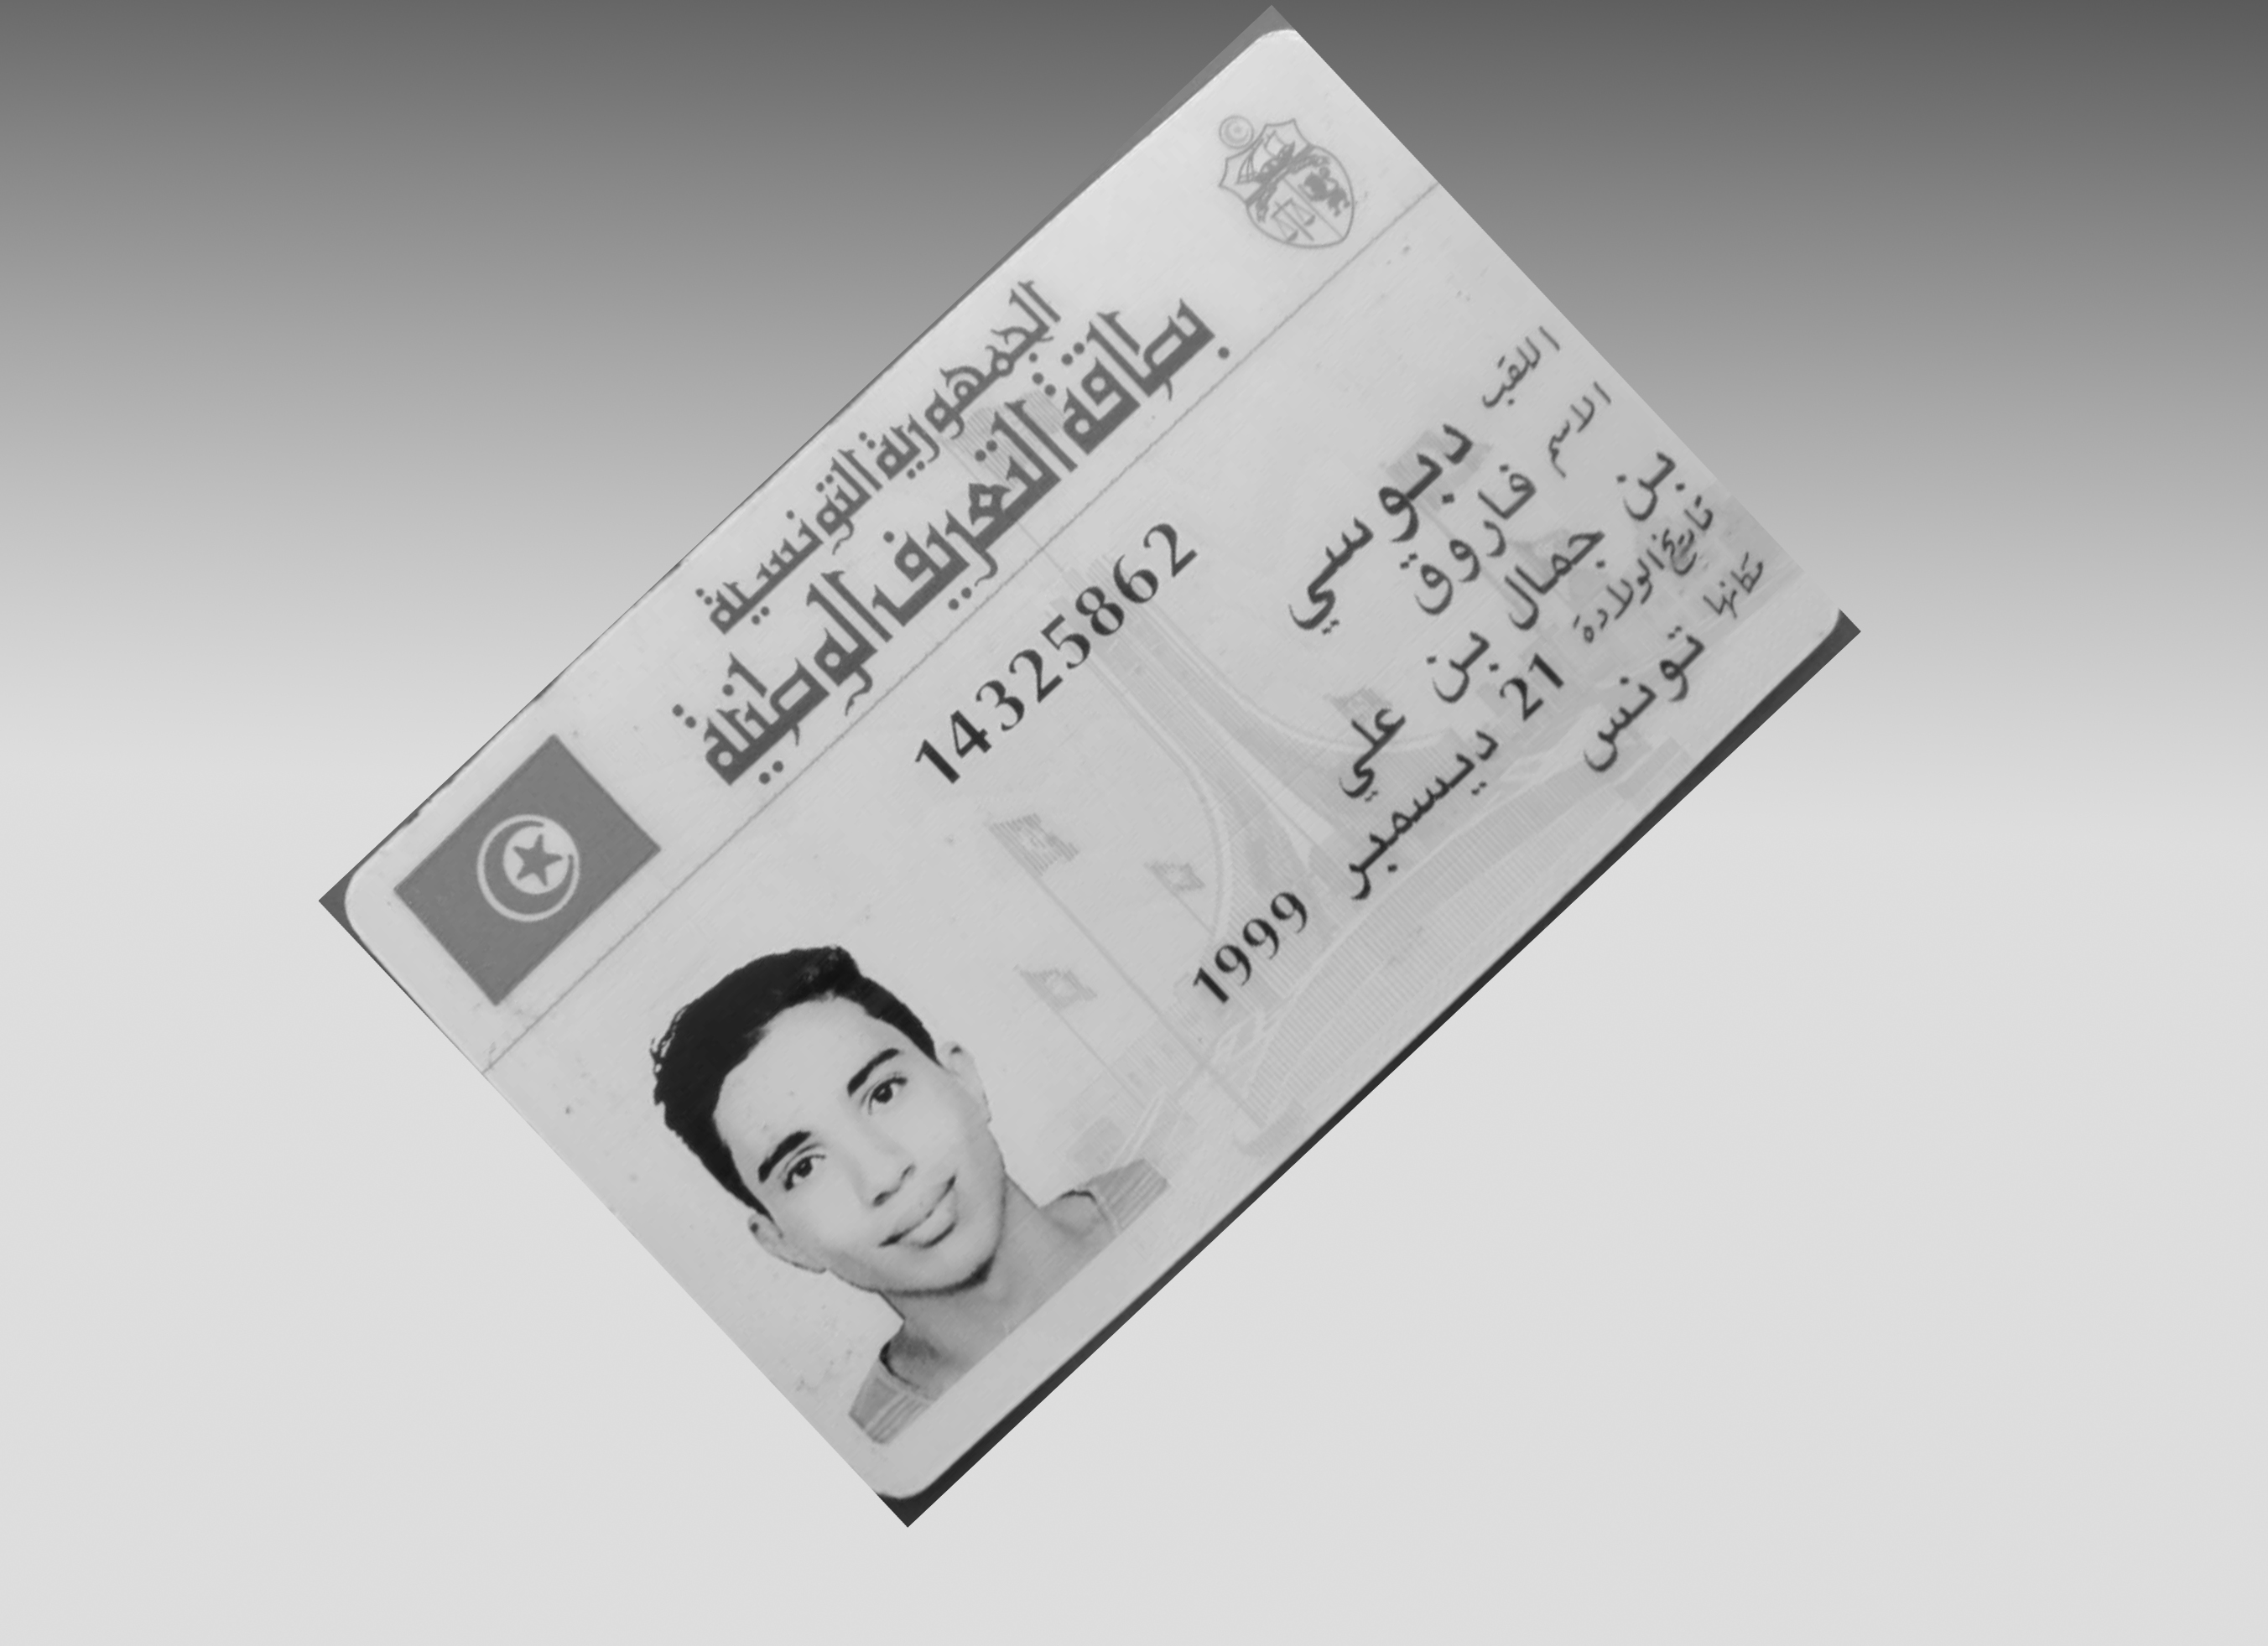 الجمهورية التونسية
بطاقة التعريف الوطنية
14325862
اللقب دبوسي
الاسم فاروق
بن جمال بن علي
تاريخ الولادة 21 ديسمبر 1999
مكانها تونس